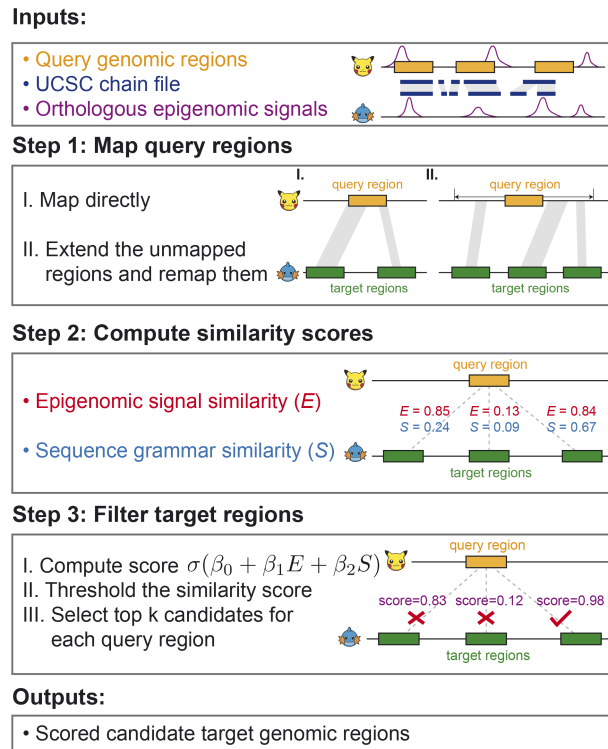 Inputs:
• Query genomic regions
• UCSC chain file
• Orthologous epigenomic signals
Step 1: Map query regions
I. Map directly
II. Extend the unmapped
regions and remap them
I.
query region
target regions
II.
query region
target regions
Step 2: Compute similarity scores
• Epigenomic signal similarity (E)
• Sequence grammar similarity (S)
query region
E = 0.85 E = 0.13 E = 0.84
S = 0.24 S = 0.09 S = 0.67
target regions
Step 3: Filter target regions
I. Compute score σ(β₀ + β₁E + β₂S)
II. Threshold the similarity score
III. Select top k candidates for
each query region
query region
score=0.83 score=0.12 score=0.98
target regions
Outputs:
• Scored candidate target genomic regions